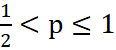 1/2 < p ≤ 1